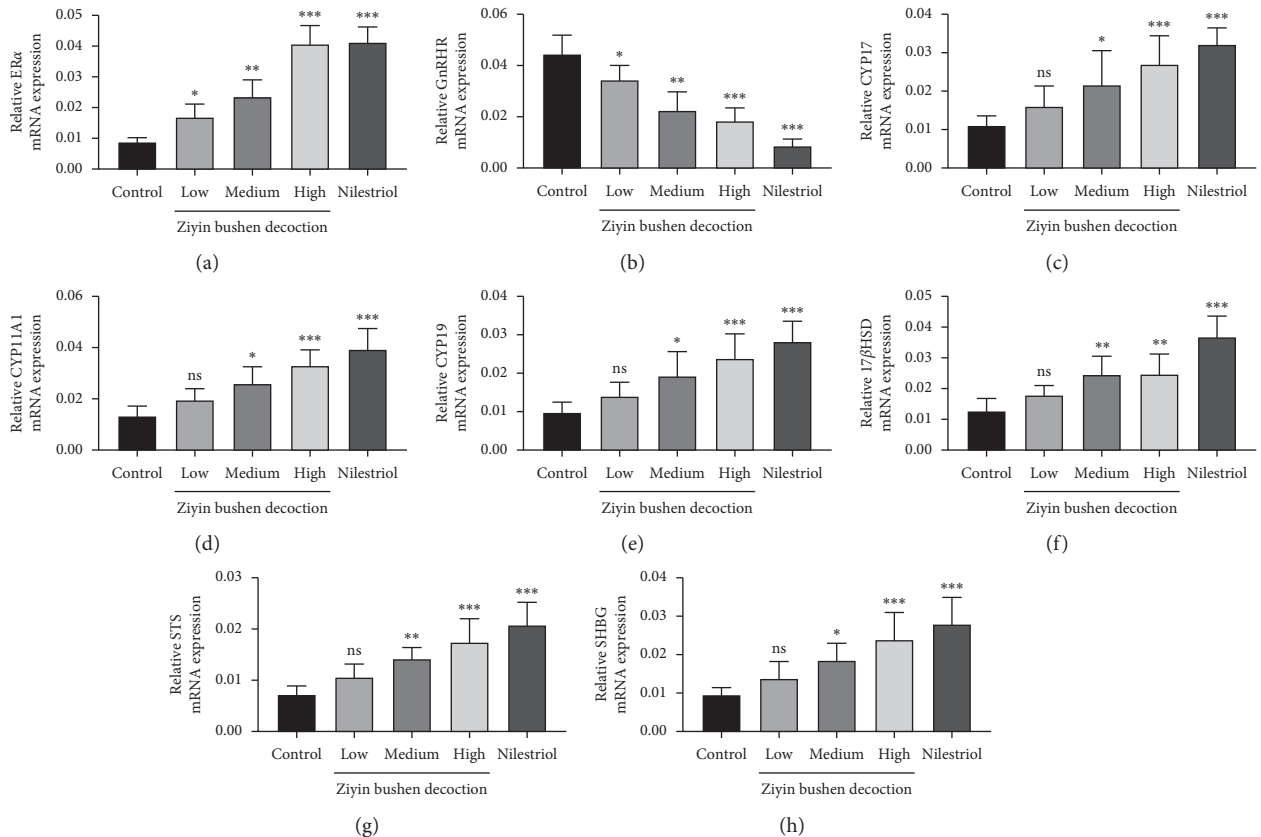 Relative ERα
mRNA expression
0.05
0.04
0.03
0.02
0.01
0.00
*
**
***
***
Control
Low
Medium
High
Nilestriol
Ziyin bushen decoction
(a)
Relative GnRHR
mRNA expression
0.06
0.04
0.02
0.00
*
**
***
***
Control
Low
Medium
High
Nilestriol
Ziyin bushen decoction
(b)
Relative CYP17
mRNA expression
0.04
0.03
0.02
0.01
0.00
ns
*
***
***
Control
Low
Medium
High
Nilestriol
Ziyin bushen decoction
(c)
Relative CYP11A1
mRNA expression
0.06
0.04
0.02
0.00
ns
*
***
***
Control
Low
Medium
High
Nilestriol
Ziyin bushen decoction
(d)
Relative CYP19
mRNA expression
0.04
0.03
0.02
0.01
0.00
ns
*
***
***
Control
Low
Medium
High
Nilestriol
Ziyin bushen decoction
(e)
Relative 17βHSD
mRNA expression
0.05
0.04
0.03
0.02
0.01
0.00
ns
**
**
***
Control
Low
Medium
High
Nilestriol
Ziyin bushen decoction
(f)
Relative STS
mRNA expression
0.03
0.02
0.01
0.00
ns
**
***
***
Control
Low
Medium
High
Nilestriol
Ziyin bushen decoction
(g)
Relative SHBG
mRNA expression
0.04
0.03
0.02
0.01
0.00
ns
*
***
***
Control
Low
Medium
High
Nilestriol
Ziyin bushen decoction
(h)